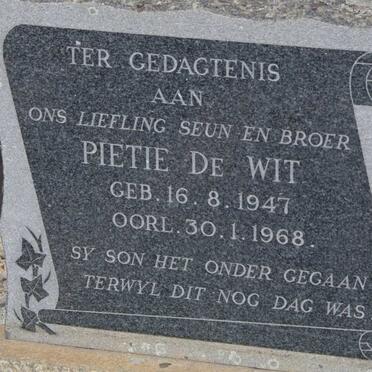 TER GEDAGTENIS
AAN
ONS LIEFLING SEUN EN BROER
PIETIE DE WIT
GEB. 16. 8. 1947
OORL. 30. 1. 1968.
SY SON HET ONDER GEGAAN
TERWYL DIT NOG DAG WAS